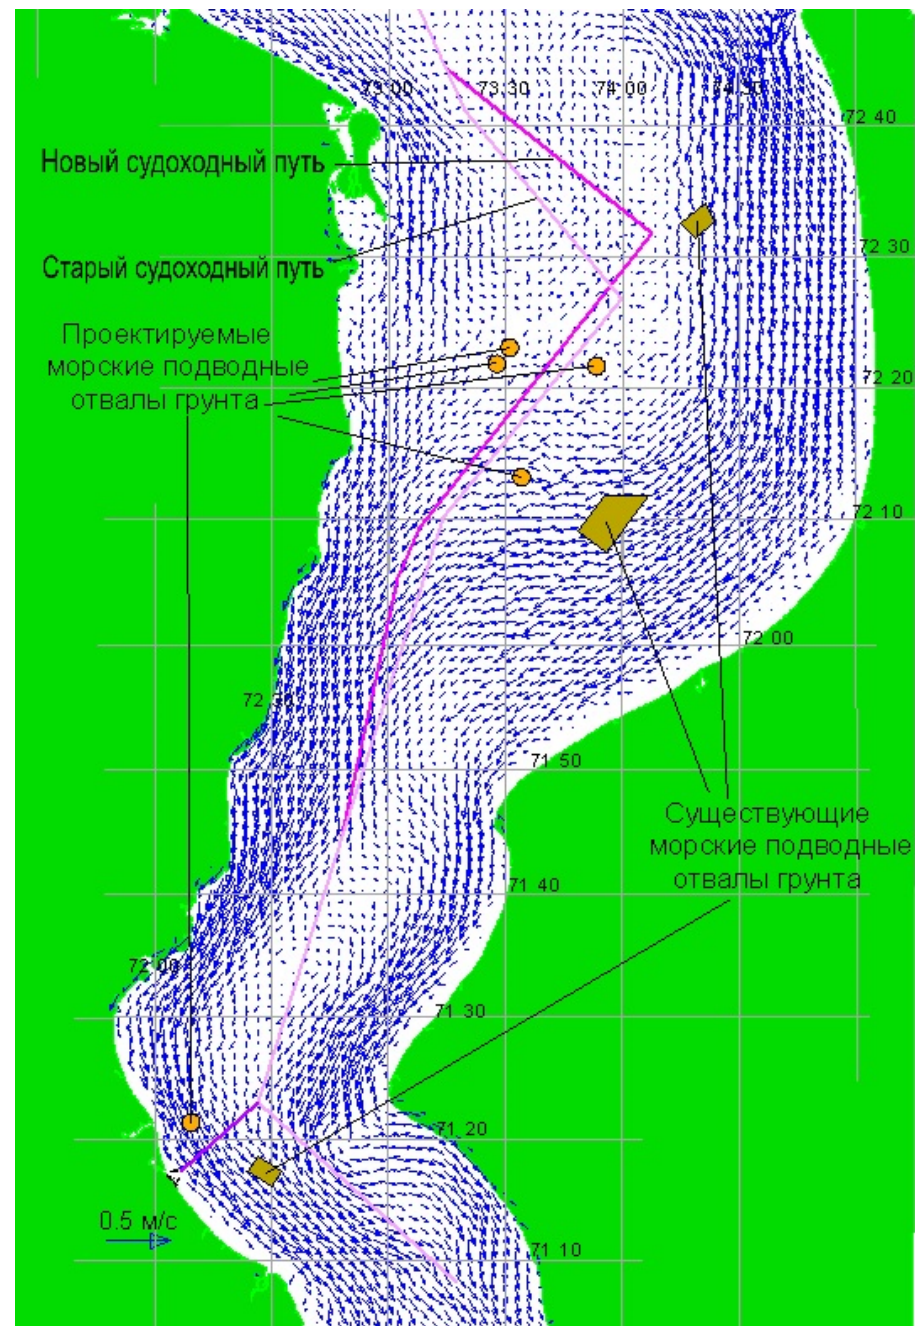 73 00
73 30
74 00
74 30
72 40
Новый судоходный путь
72 30
Старый судоходный путь
Проектируемые
морские подводные
отвалы грунта
72 20
72 10
72 00
72 30
71 50
Существующие
морские подводные
отвалы грунта
71 40
72 00
71 30
71 20
0.5 м/с
71 10